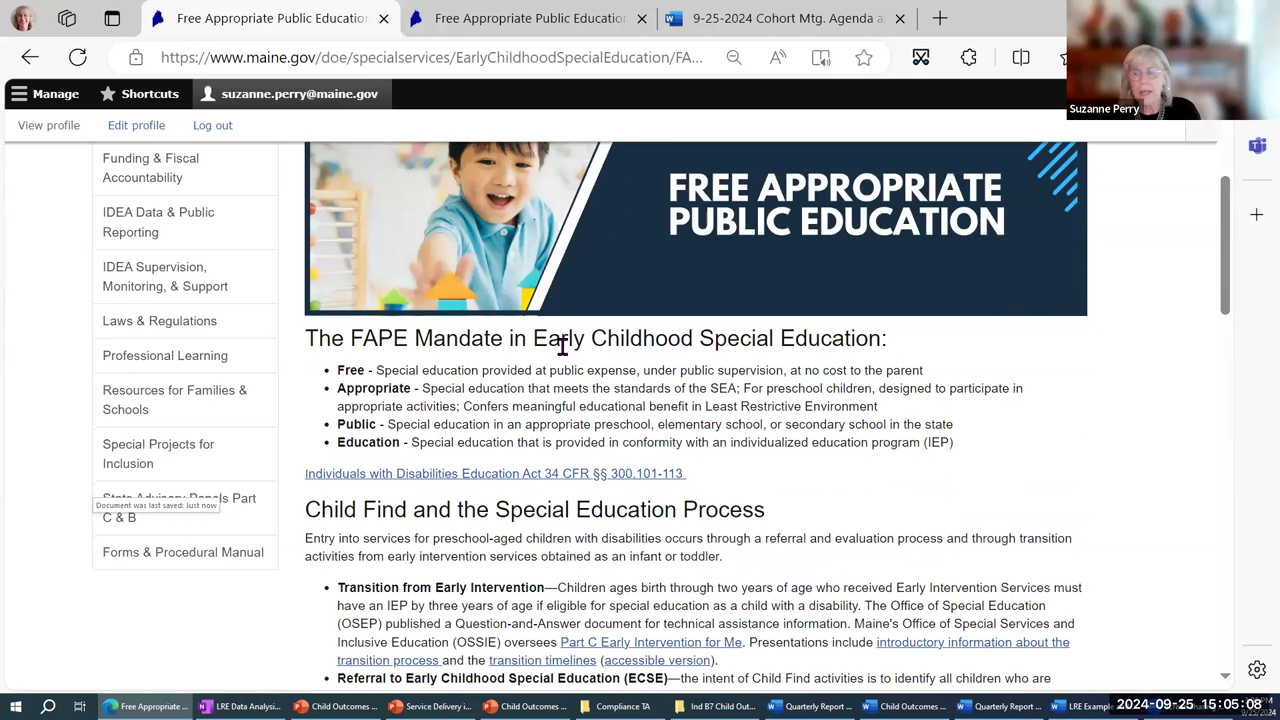 Free Appropriate Public Education
Free Appropriate Public Education
9-25-2024 Cohort Mtg. Agenda a
https://www.maine.gov/doe/specialservices/EarlyChildhoodSpecialEducation/FA...
Manage
Shortcuts
suzanne.perry@maine.gov
Suzanne Perry
View profile
Edit profile
Log out
Funding & Fiscal
Accountability
IDEA Data & Public
Reporting
IDEA Supervision,
Monitoring, & Support
Laws & Regulations
Professional Learning
Resources for Families &
Schools
Special Projects for
Inclusion
State Advisory Panels Part
Document was last saved: Just now
C & B
Forms & Procedural Manual
FREE APPROPRIATE
PUBLIC EDUCATION
The FAPE Mandate in Early Childhood Special Education:
• Free - Special education provided at public expense, under public supervision, at no cost to the parent
• Appropriate - Special education that meets the standards of the SEA; For preschool children, designed to participate in
appropriate activities; Confers meaningful educational benefit in Least Restrictive Environment
• Public - Special education in an appropriate preschool, elementary school, or secondary school in the state
• Education - Special education that is provided in conformity with an individualized education program (IEP)
Individuals with Disabilities Education Act 34 CFR §§ 300.101-113
Child Find and the Special Education Process
Entry into services for preschool-aged children with disabilities occurs through a referral and evaluation process and through transition
activities from early intervention services obtained as an infant or toddler.
• Transition from Early Intervention—Children ages birth through two years of age who received Early Intervention Services must
have an IEP by three years of age if eligible for special education as a child with a disability. The Office of Special Education
(OSEP) published a Question-and-Answer document for technical assistance information. Maine's Office of Special Services and
Inclusive Education (OSSIE) oversees Part C Early Intervention for Me. Presentations include introductory information about the
transition process and the transition timelines (accessible version).
• Referral to Early Childhood Special Education (ECSE)—the intent of Child Find activities is to identify all children who are
Free Appropriate ...
LRE Data Analysi...
Child Outcomes ...
Service Delivery i...
Child Outcomes ...
Compliance TA
Ind B7 Child Out...
Quarterly Report ...
Child Outcomes ...
Quarterly Report ...
LRE Example
2024-09-25 15:05:08